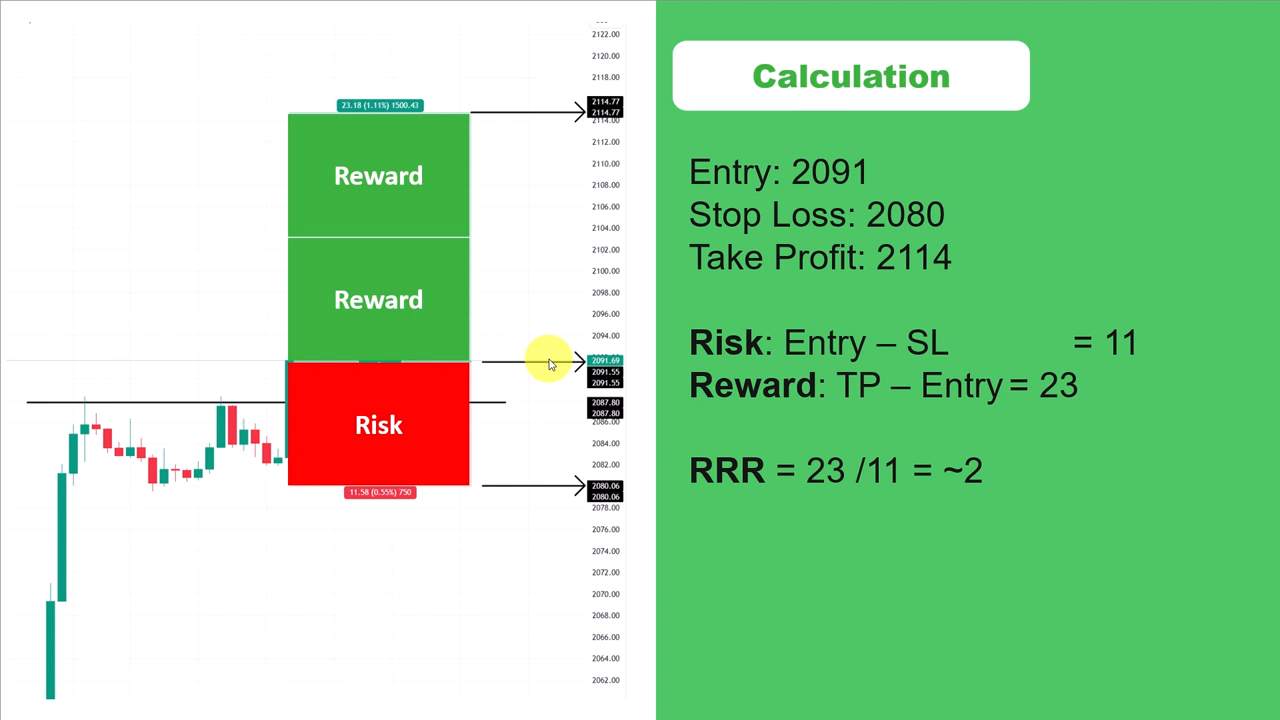 2122.00
2120.00
2118.00
23.18 (1.11%) 1500.43
2114.77
2114.77
2114.00
2112.00
2110.00
Reward
2108.00
2106.00
2104.00
2102.00
2100.00
2098.00
Reward
2096.00
2094.00
2091.69
2091.55
2091.55
2087.80
2087.80
2086.00
Risk
2084.00
2082.00
2080.06
2080.06
11.58 (0.55%) 750
2078.00
2076.00
2074.00
2072.00
2070.00
2068.00
2066.00
2064.00
2062.00
Calculation
Entry: 2091
Stop Loss: 2080
Take Profit: 2114
Risk: Entry – SL = 11
Reward: TP – Entry = 23
RRR = 23 /11 = ~2